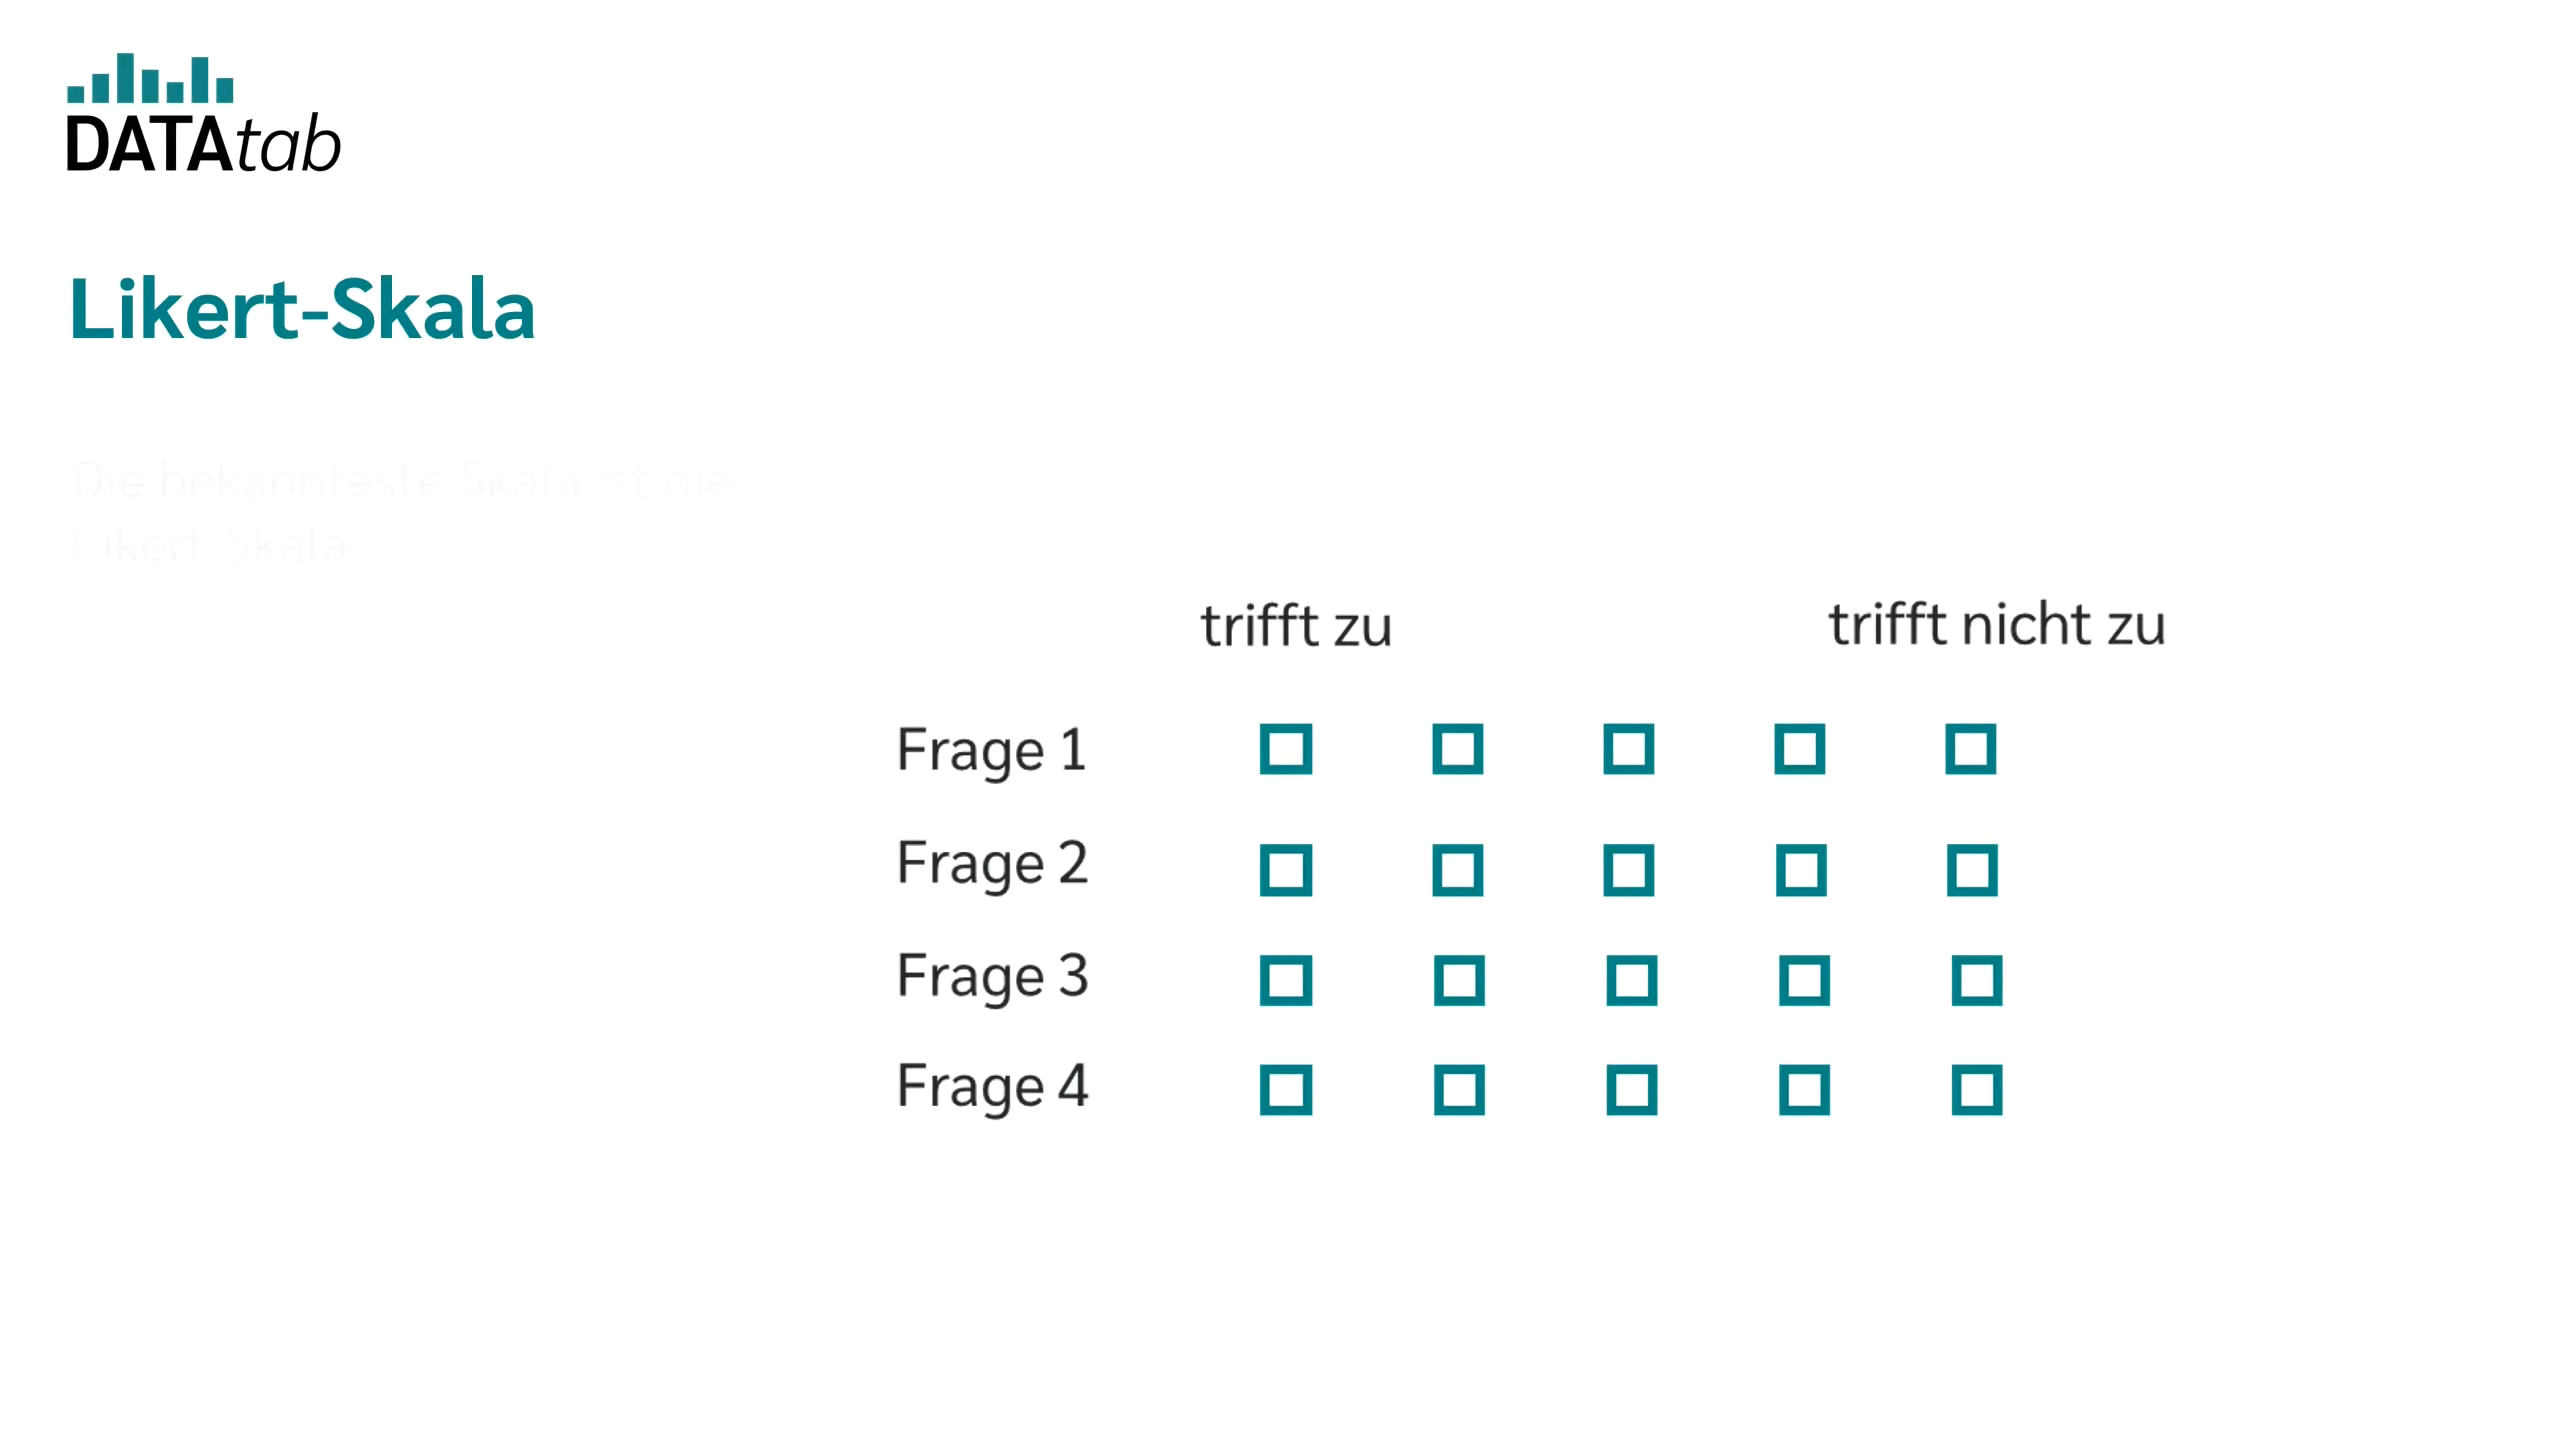 DATAtab
Likert-Skala
Die bekannteste Skala ist die
Likert-Skala
trifft zu trifft nicht zu
Frage 1
Frage 2
Frage 3
Frage 4